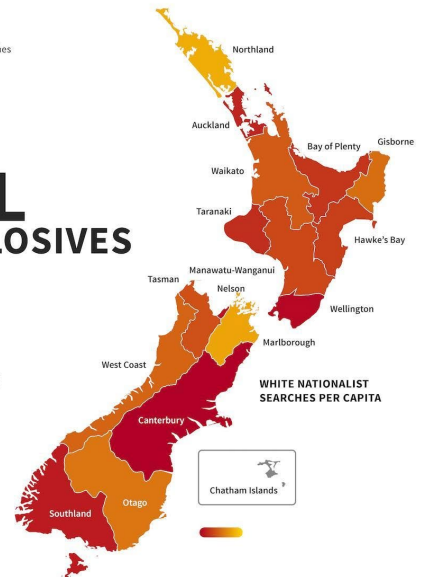 Northland
Auckland
Bay of Plenty
Gisborne
Waikato
Taranaki
L
LOSIVES
Hawke's Bay
Manawatu-Wanganui
Tasman
Nelson
Wellington
Marlborough
West Coast
WHITE NATIONALIST
SEARCHES PER CAPITA
Canterbury
Chatham Islands
Otago
Southland